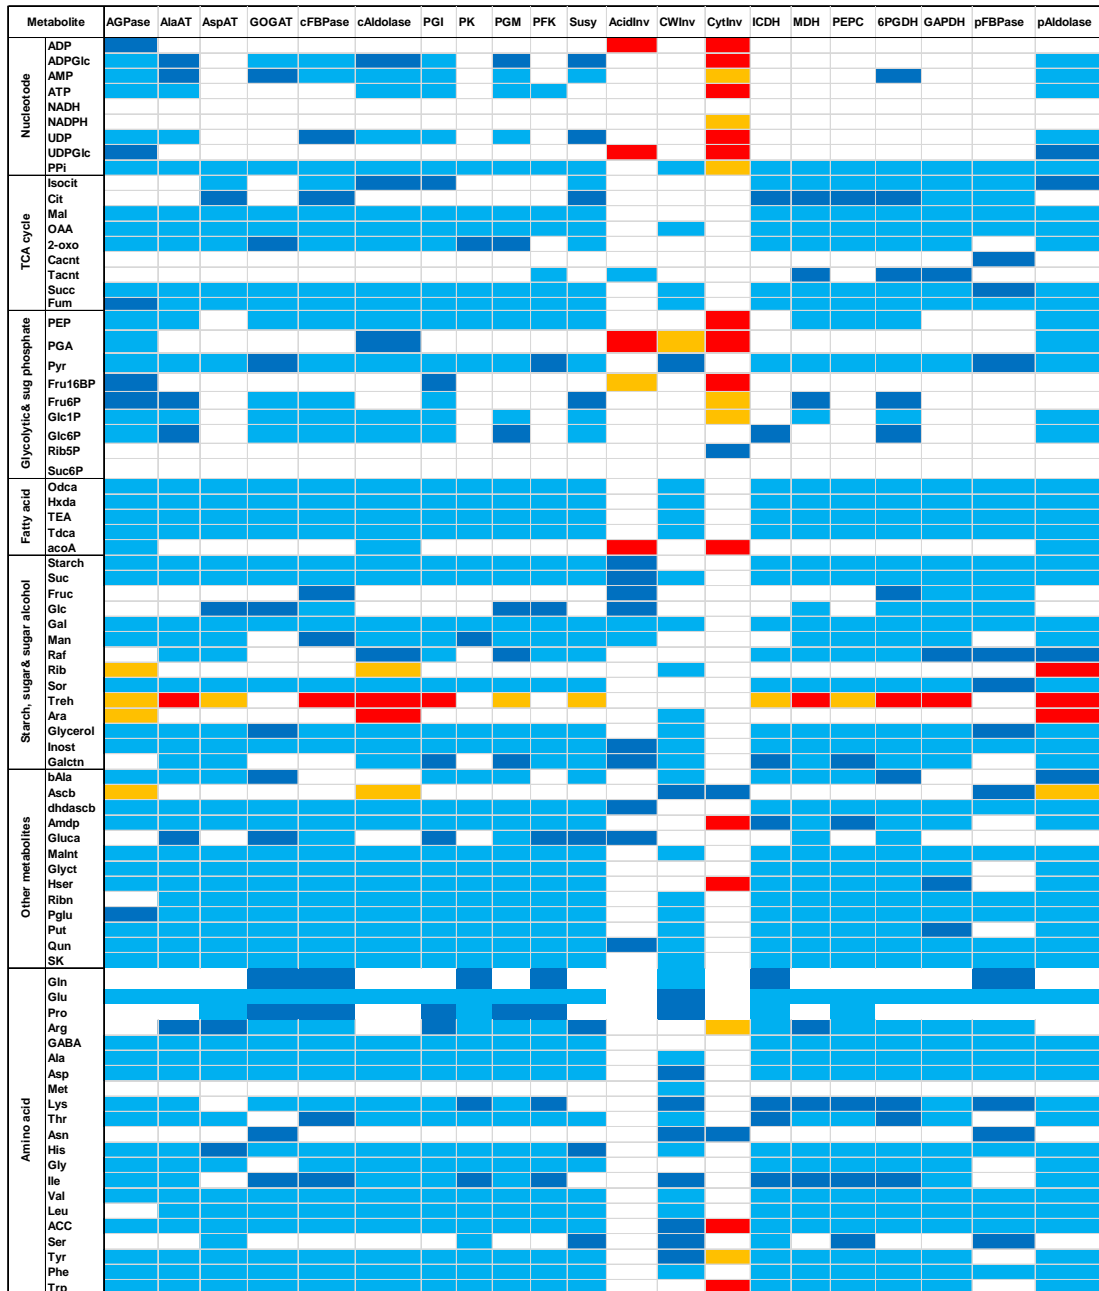 Metabolite AGPase AlaAT AspAT GOGAT cFBPase cAldolase PGI PK PGM PFK Susy AcidInv CWInv CytInv ICDH MDH PEPC 6PGDH GAPDH pFBPase pAldolase
Nucleotode
ADP
ADPGlc
AMP
ATP
NADH
NADPH
UDP
UDPGlc
PPi
TCA cycle
Isocit
Cit
Mal
OAA
2-oxo
Cacnt
Tacnt
Succ
Fum
Glycolytic& sug phosphate
PEP
PGA
Pyr
Fru16BP
Fru6P
Glc1P
Glc6P
Rib5P
Suc6P
Fatty acid
Odca
Hxda
TEA
Tdca
acoA
Starch, sugar& sugar alcohol
Starch
Suc
Fruc
Glc
Gal
Man
Raf
Rib
Sor
Treh
Ara
Glycerol
Inost
Galctn
Other metabolites
bAla
Ascb
dhdascb
Amdp
Gluca
Malnt
Glyct
Hser
Ribn
Pglu
Put
Qun
SK
Amino acid
Gln
Glu
Pro
Arg
GABA
Ala
Asp
Met
Lys
Thr
Asn
His
Gly
Ile
Val
Leu
ACC
Ser
Tyr
Phe
Trp